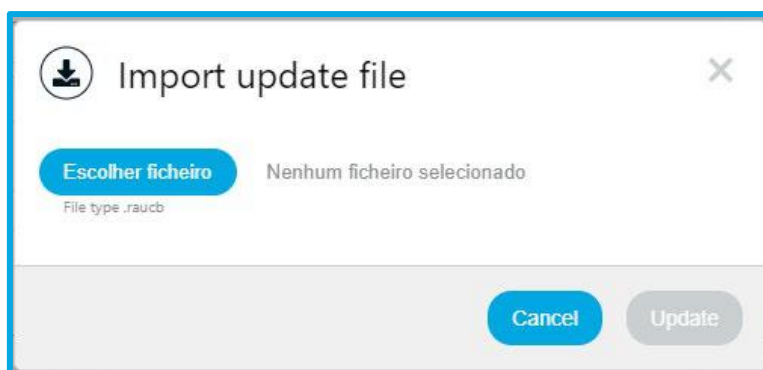 Import update file
Escolher ficheiro Nenhum ficheiro selecionado
File type .raucb
Cancel Update